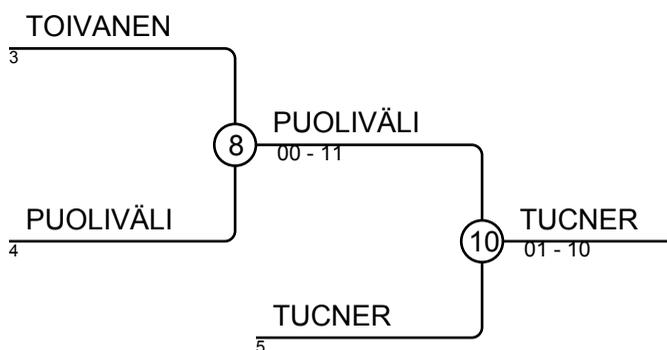 TOIVANEN
3
PUOLIVÄLI
00 - 11
8
PUOLIVÄLI
4
TUCNER
01 - 10
10
TUCNER
5